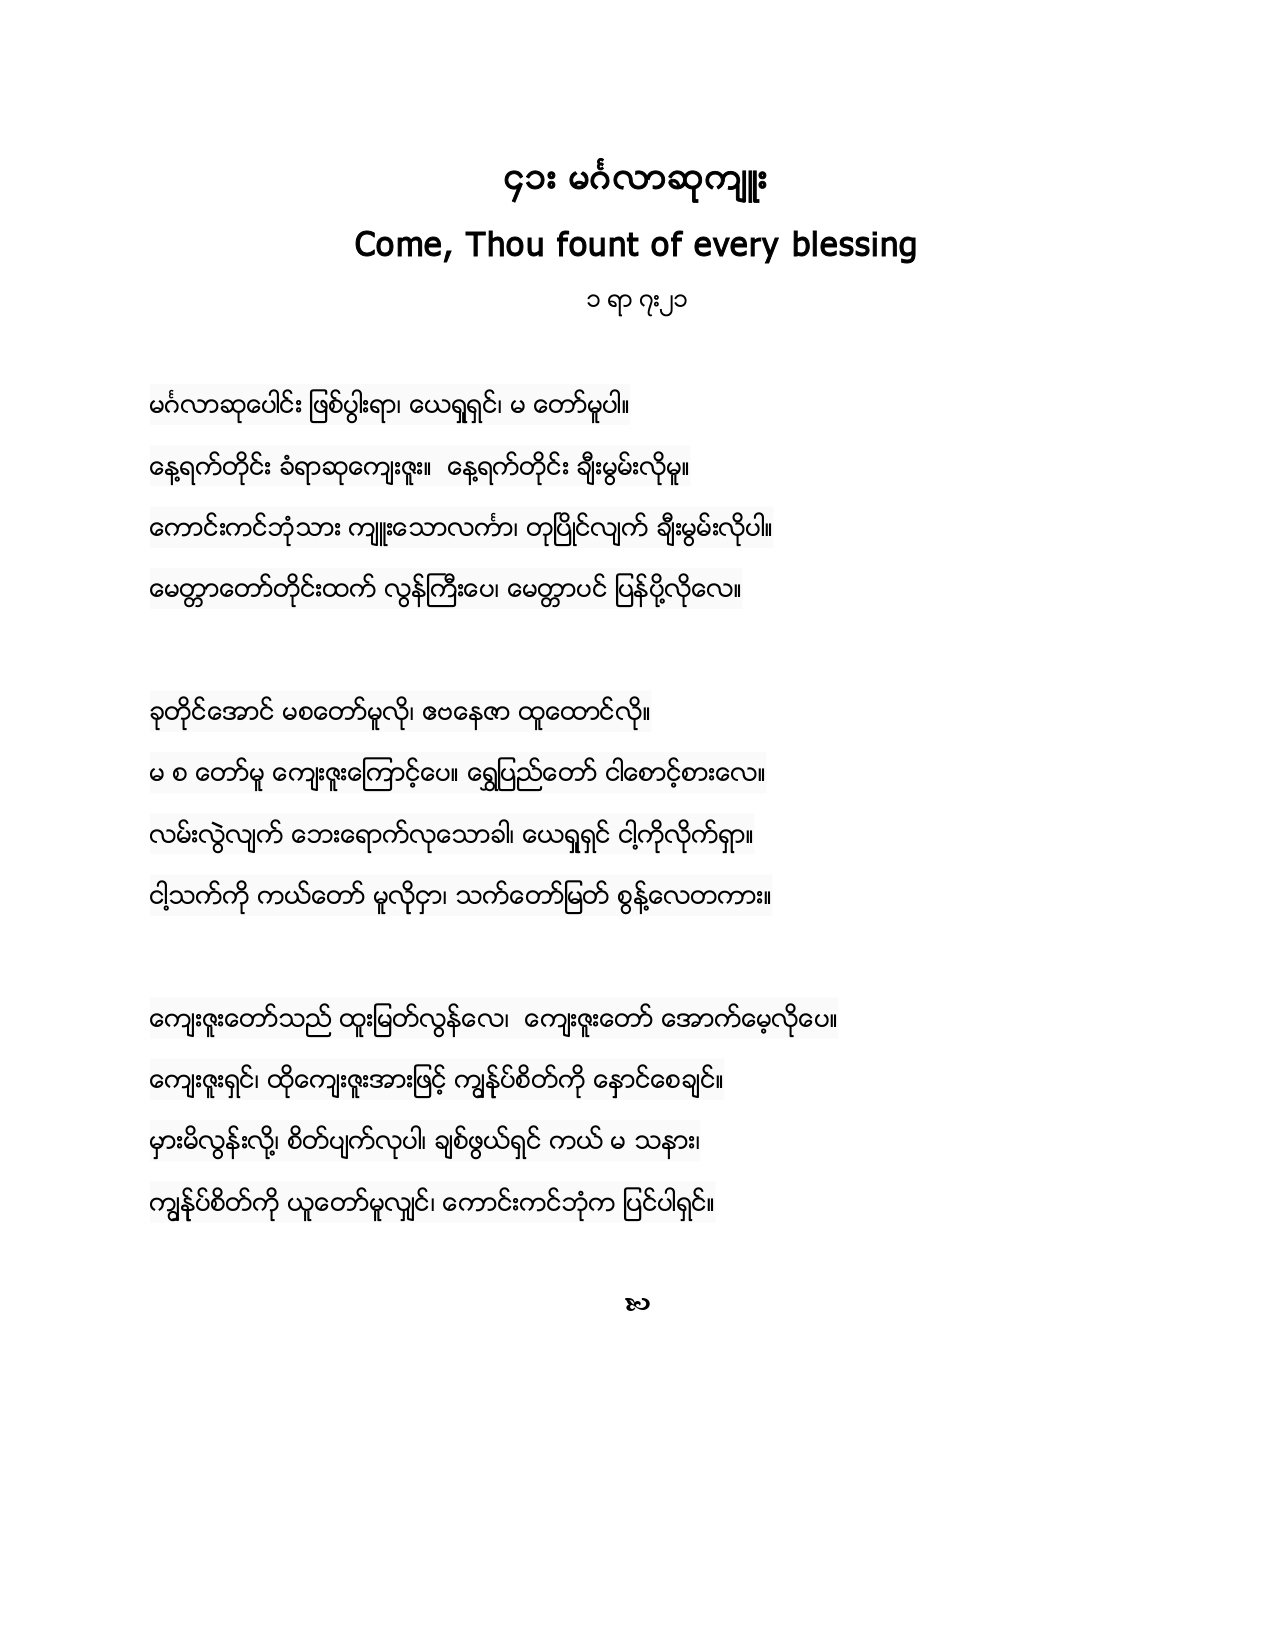 ၄၁း မင်္ဂလာဆုကျူး
Come, Thou fount of every blessing
၁ ရာ ၇း၂၁
မင်္ဂလာဆုပေါင်း ဖြစ်ပွါးရာ၊ ယေရှုရှင်၊ မ တော်မူပါ။
နေ့ရက်တိုင်း ခံရာဆုကျေးဇူး။ နေ့ရက်တိုင်း ချီးမွမ်းလိုမူ။
ကောင်းကင်ဘုံသား ကျူးသောလင်္ကာ၊ တုပြိုင်လျက် ချီးမွမ်းလိုပါ။
မေတ္တာတော်တိုင်းထက် လွန်ကြီးပေ၊ မေတ္တာပင် ပြန်ပို့လိုလေ။
ခုတိုင်အောင် မစတော်မူလို၊ ဧဗနေဇာ ထူထောင်လို။
မ စ တော်မူ ကျေးဇူးကြောင့်ပေ။ ရွှေပြည်တော် ငါစောင့်စားလေ။
လမ်းလွဲလျက် ဘေးရောက်လုသောခါ၊ ယေရှုရှင် ငါ့ကိုလိုက်ရှာ။
ငါ့သက်ကို ကယ်တော် မူလိုငှာ၊ သက်တော်မြတ် စွန့်လေတကား။
ကျေးဇူးတော်သည် ထူးမြတ်လွန်လေ၊ ကျေးဇူးတော် အောက်မေ့လိုပေ။
ကျေးဇူးရှင်၊ ထိုကျေးဇူးအားဖြင့် ကျွန်ုပ်စိတ်ကို နှောင်စေချင်။
မှားမိလွန်းလို့၊ စိတ်ပျက်လုပါ၊ ချစ်ဖွယ်ရှင် ကယ် မ သနား၊
ကျွန်ုပ်စိတ်ကို ယူတော်မူလျှင်၊ ကောင်းကင်ဘုံက ပြင်ပါရှင်။